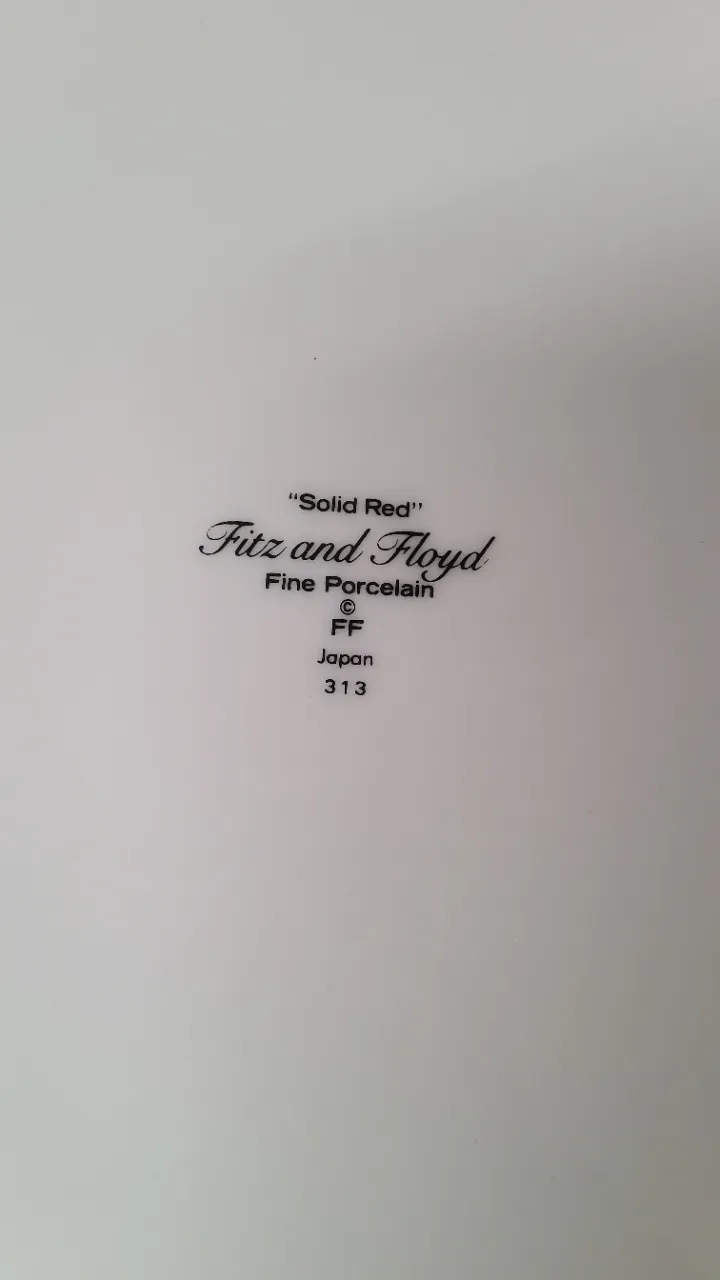 “Solid Red”
Fitz and Floyd
Fine Porcelain
©
FF
Japan
313